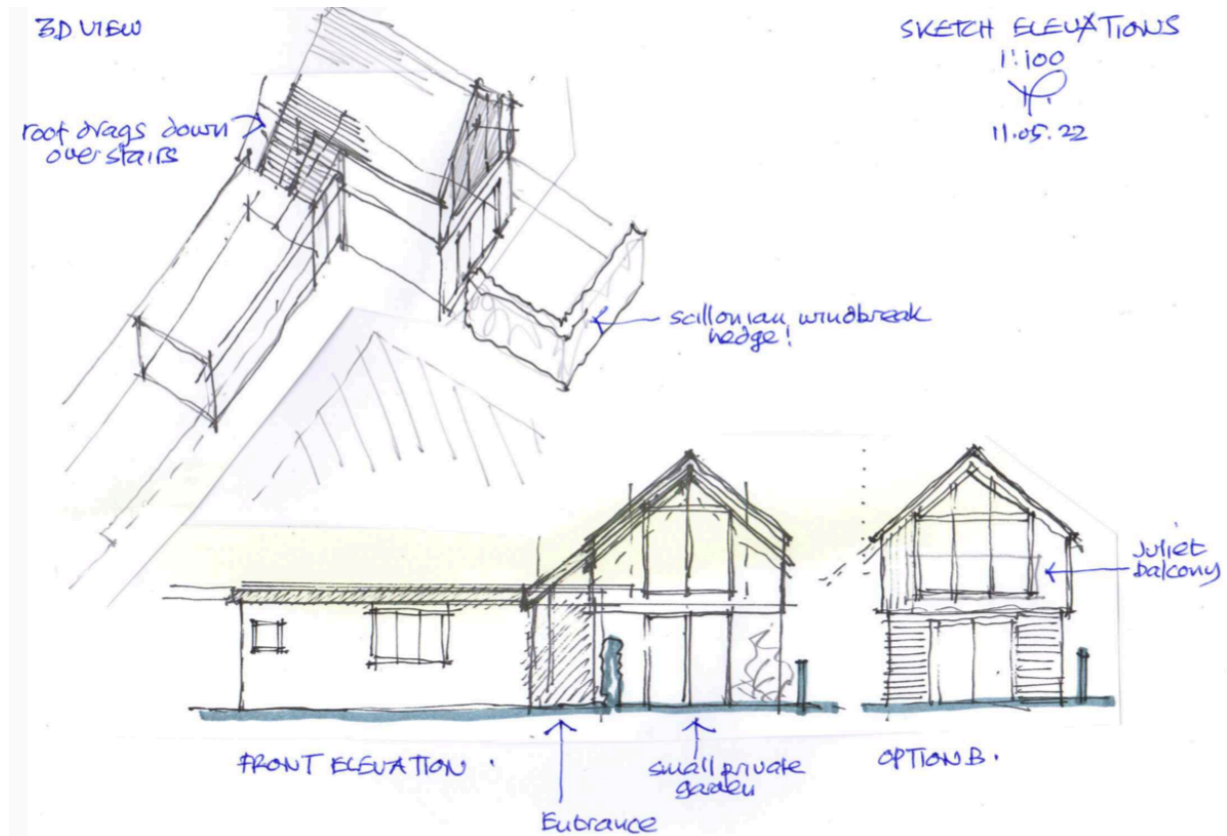 3D VIEW
SKETCH ELEVATIONS
1:100
11.05.22
roof drags down
over stairs
scillonian windbreak
hedge!
Juliet
balcony
FRONT ELEVATION .
small private
garden
OPTION B.
Entrance